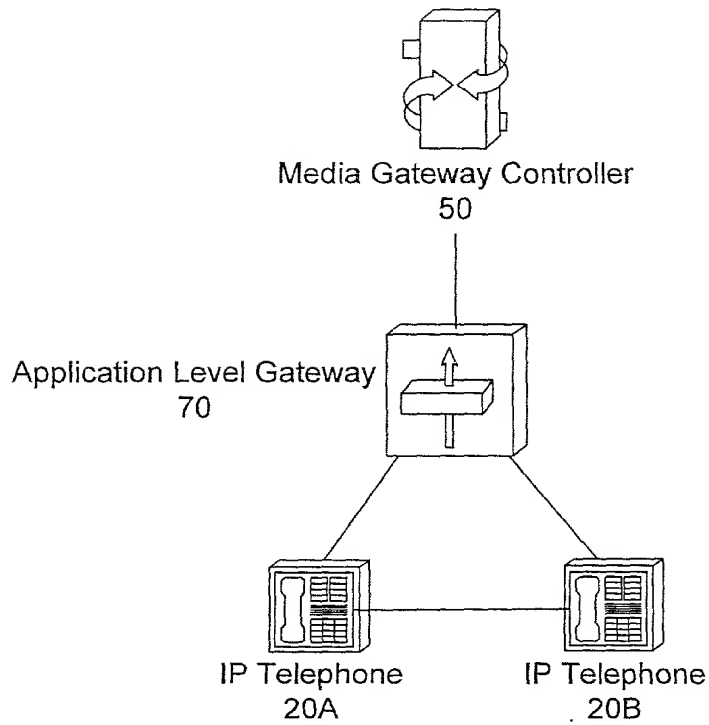 Media Gateway Controller
50
Application Level Gateway
70
IP Telephone
20A
IP Telephone
20B